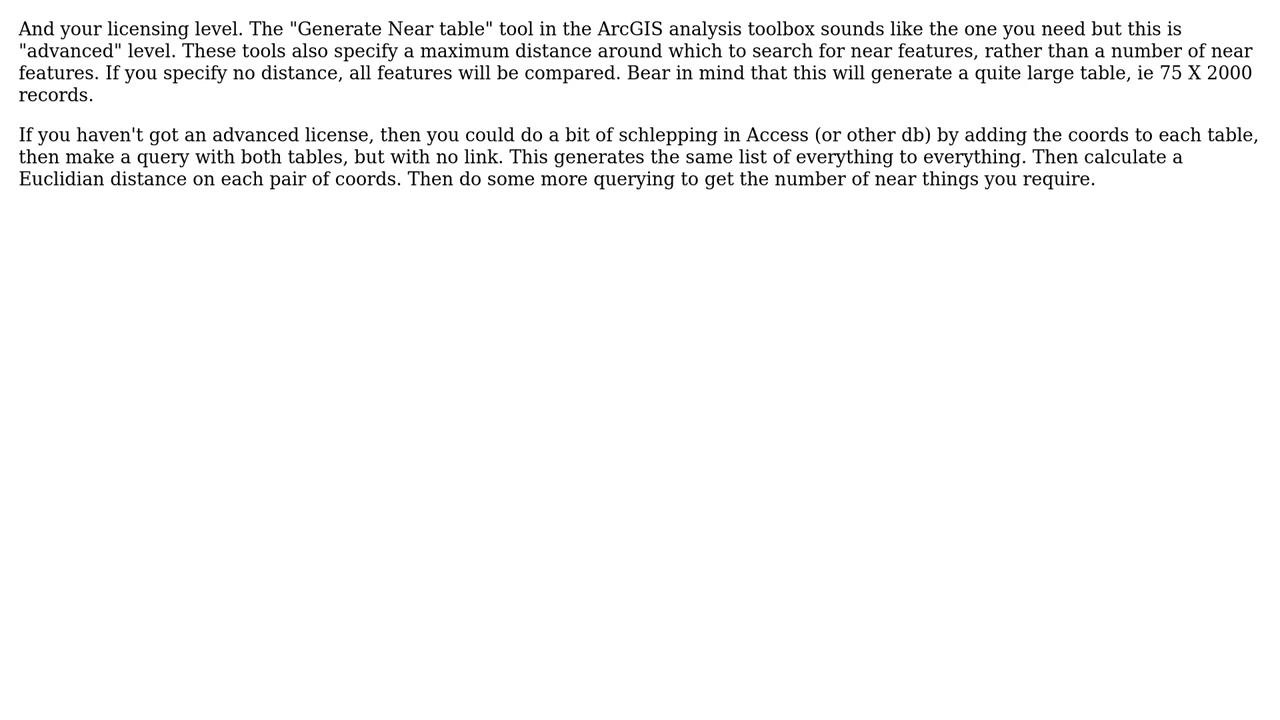 And your licensing level. The "Generate Near table" tool in the ArcGIS analysis toolbox sounds like the one you need but this is
"advanced" level. These tools also specify a maximum distance around which to search for near features, rather than a number of near
features. If you specify no distance, all features will be compared. Bear in mind that this will generate a quite large table, ie 75 X 2000
records.
If you haven't got an advanced license, then you could do a bit of schlepping in Access (or other db) by adding the coords to each table,
then make a query with both tables, but with no link. This generates the same list of everything to everything. Then calculate a
Euclidian distance on each pair of coords. Then do some more querying to get the number of near things you require.